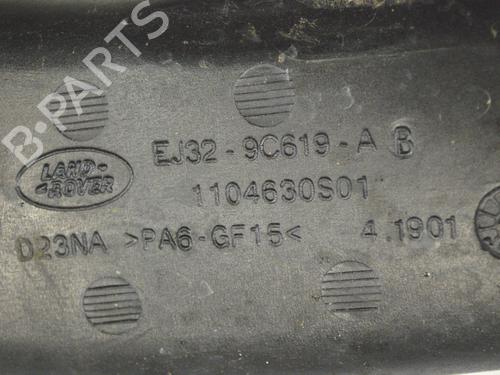 B-PARTS
EJ32-9C619-A B
LAND-
-ROVER
1104630S01
D23NA >PA6-GF15< 4.1901